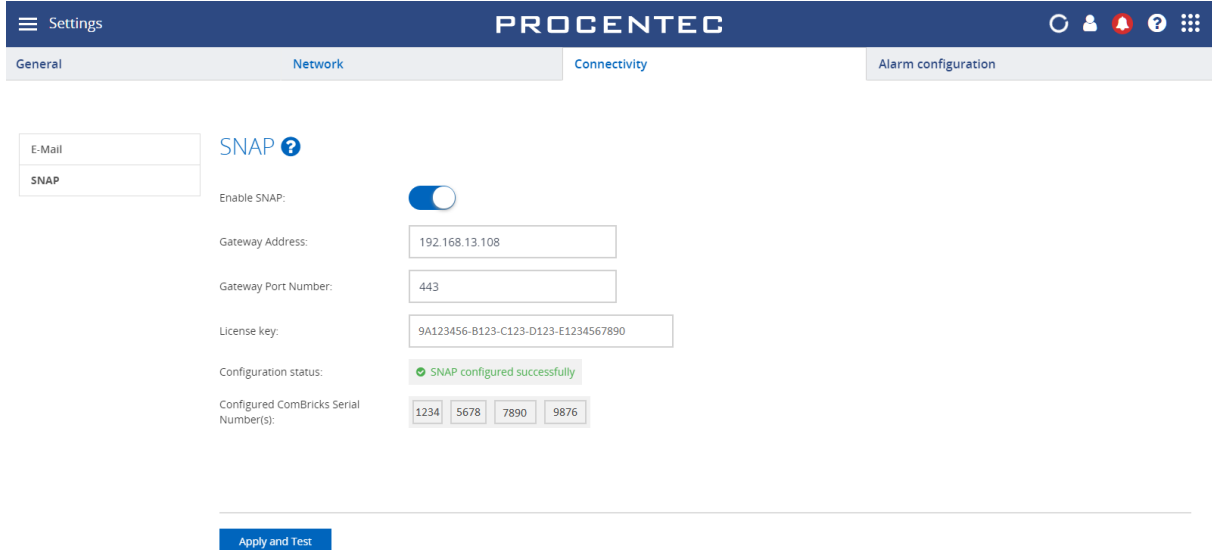 Settings
PROCENTEC
General Network Connectivity Alarm configuration
E-Mail
SNAP
SNAP ?
Enable SNAP:
Gateway Address: 192.168.13.108
Gateway Port Number: 443
License key: 9A123456-B123-C123-D123-E1234567890
Configuration status: SNAP configured successfully
Configured ComBricks Serial
Number(s):
1234 5678 7890 9876
Apply and Test